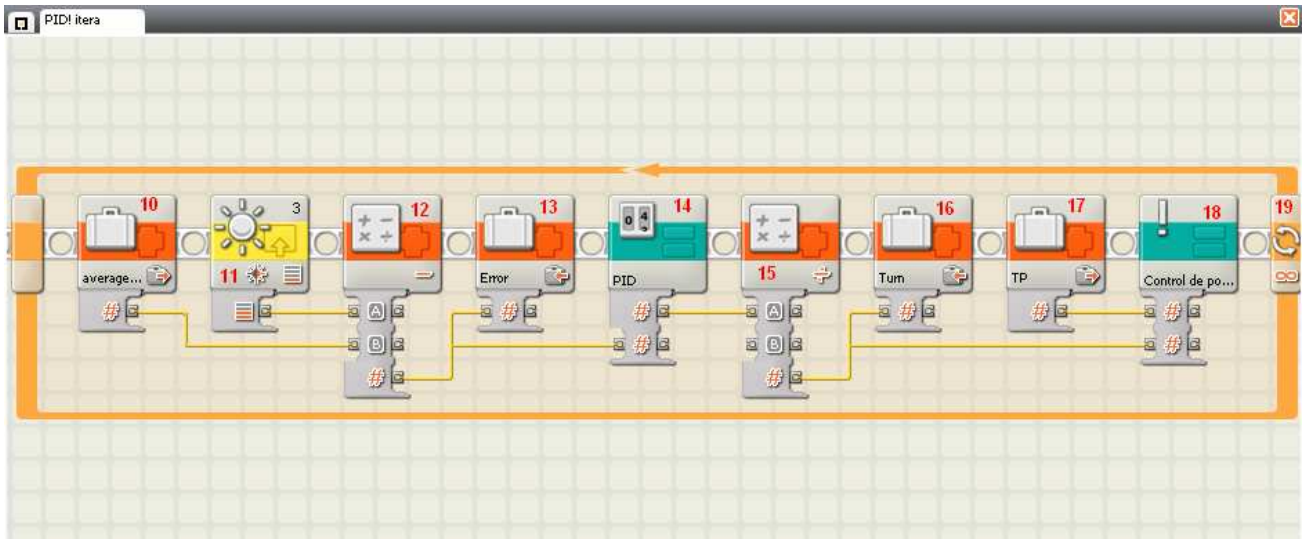 PID! itera
10
3
12
13
14
16
17
18
19
average...
11
Error
PID
15
Turn
TP
Control de po...
A
A
B
B